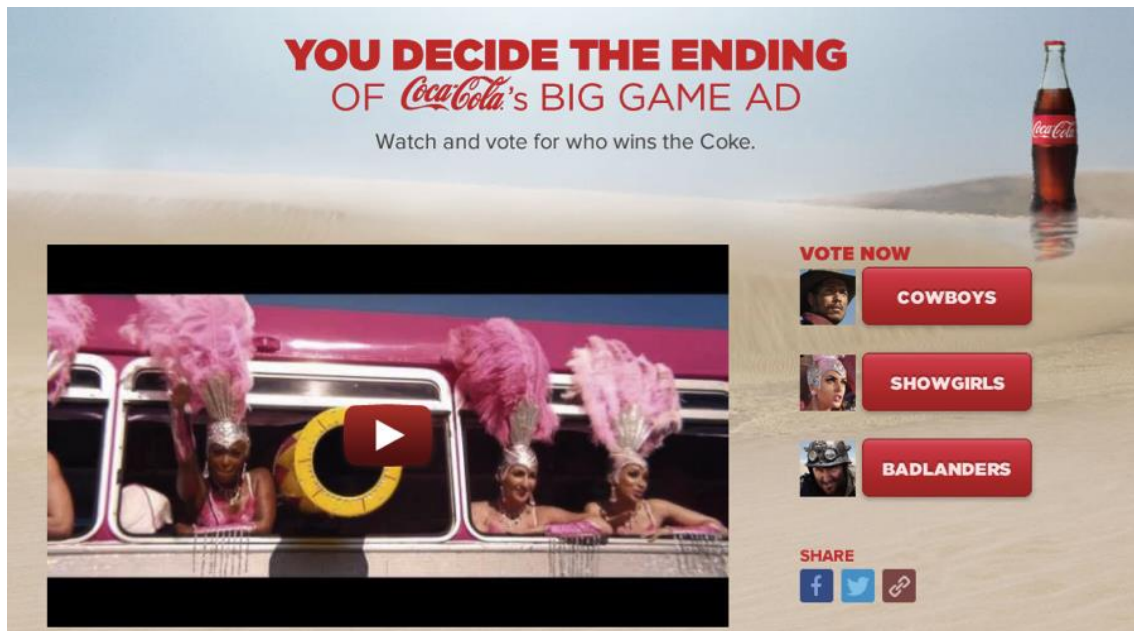 YOU DECIDE THE ENDING
OF Coca-Cola's BIG GAME AD
Watch and vote for who wins the Coke.
Coca-Cola
VOTE NOW
COWBOYS
SHOWGIRLS
BADLANDERS
SHARE